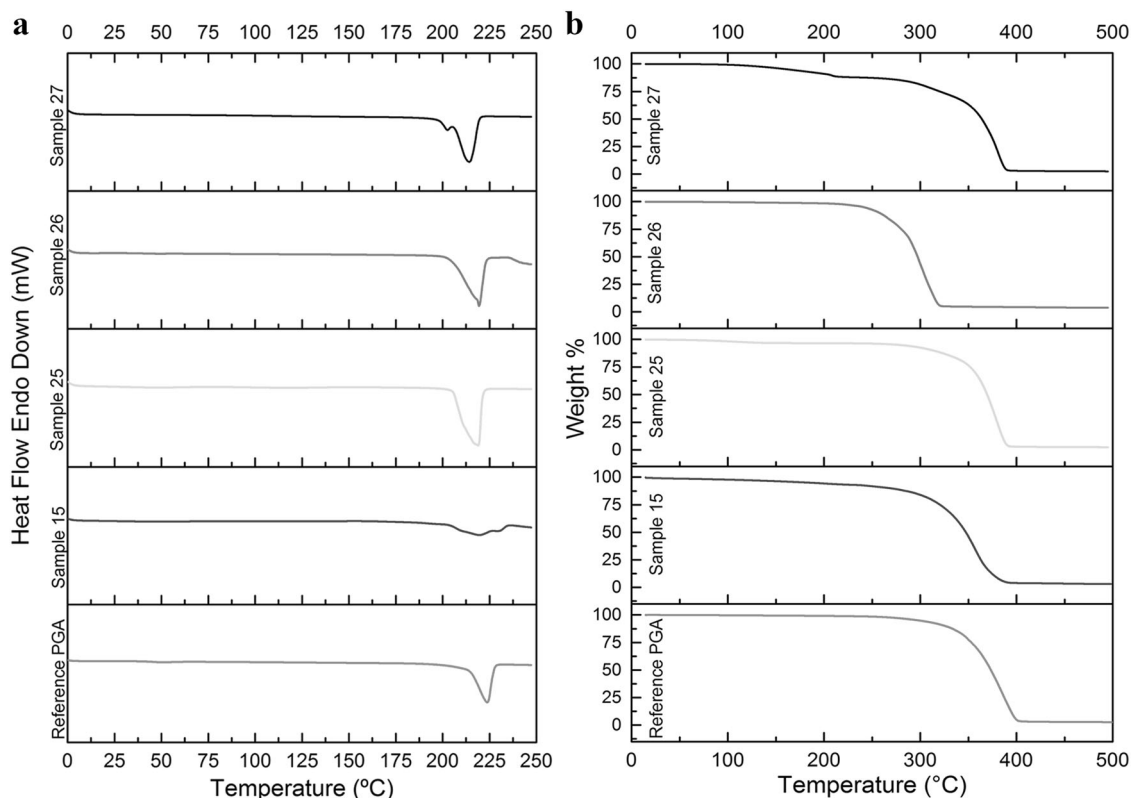 a
0 25 50 75 100 125 150 175 200 225 250
Heat Flow Endo Down (mW)
Sample 27
Sample 26
Sample 25
Sample 15
Reference PGA
0 25 50 75 100 125 150 175 200 225 250
Temperature (ºC)
b
0 100 200 300 400 500
Weight %
100
75
50
25
0
Sample 27
100
75
50
25
0
Sample 26
100
75
50
25
0
Sample 25
100
75
50
25
0
Sample 15
100
75
50
25
0
Reference PGA
0 100 200 300 400 500
Temperature (°C)